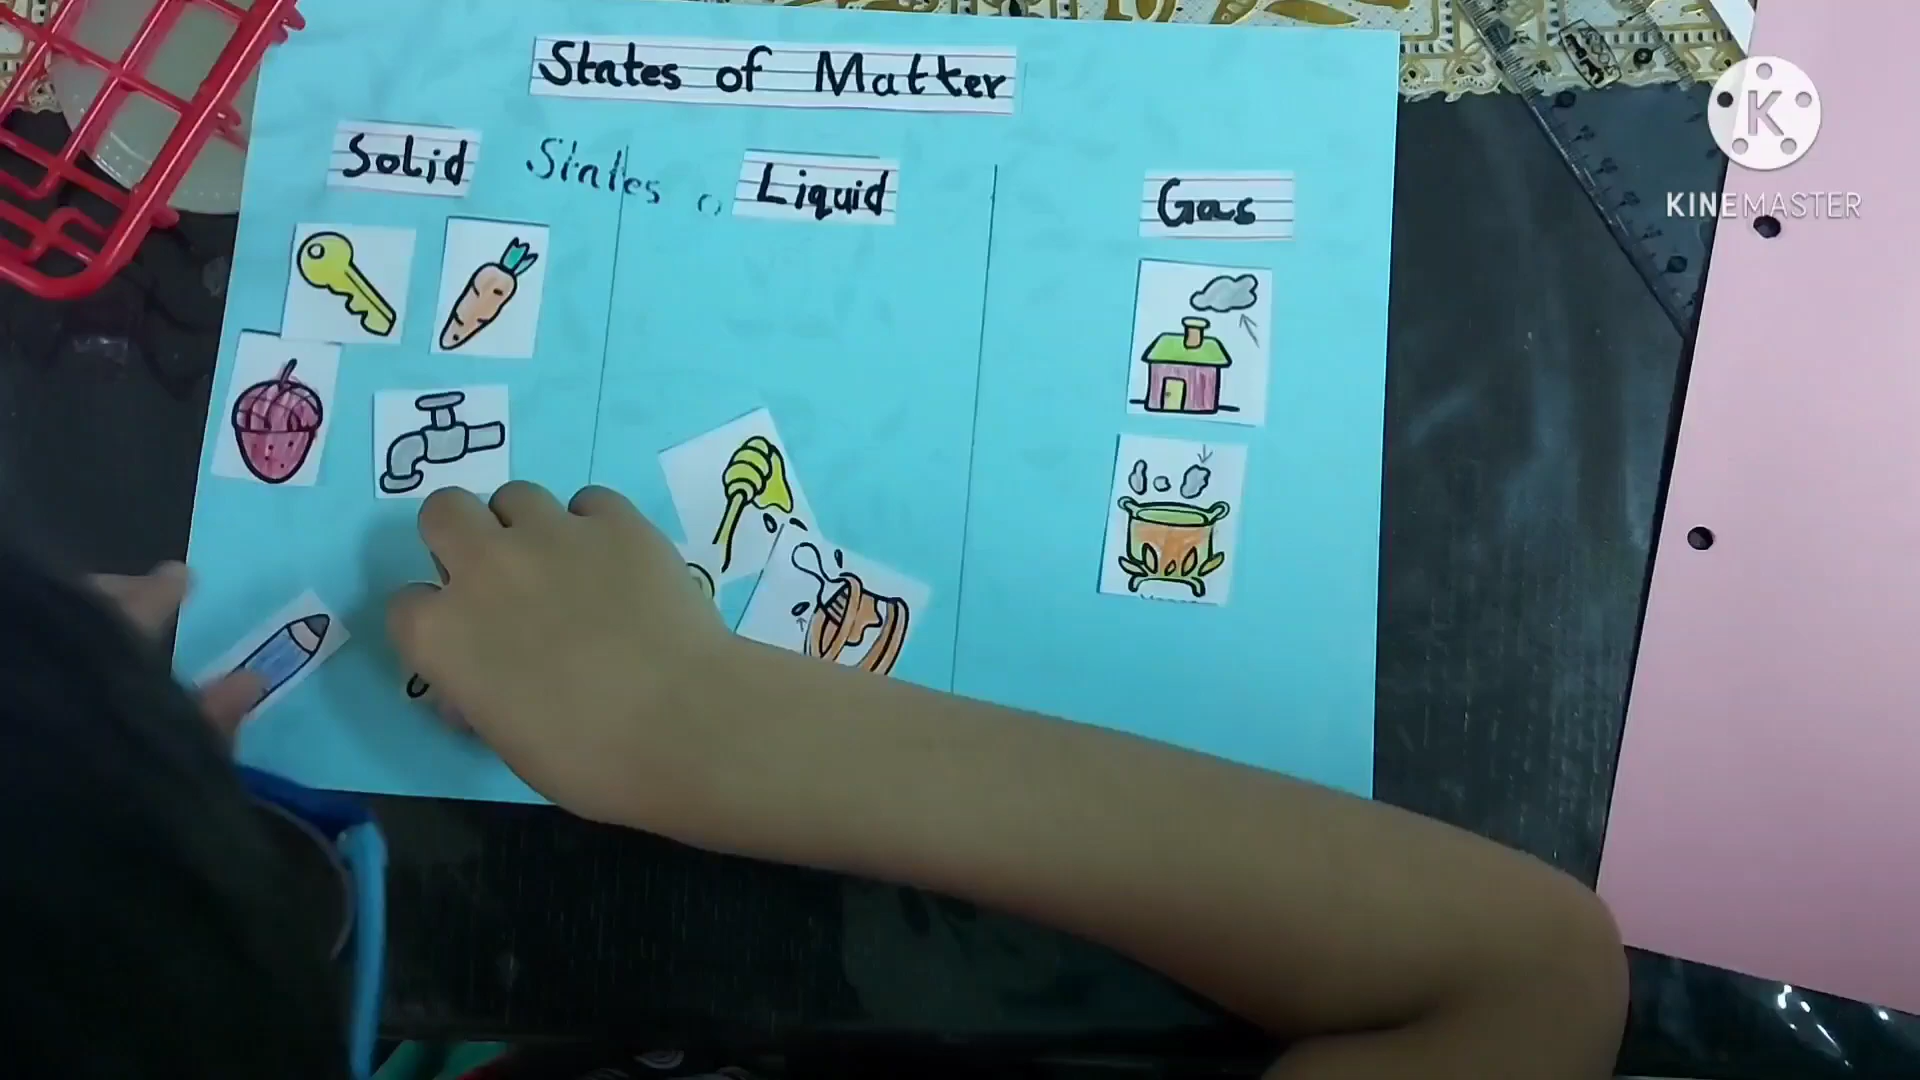 States of Matter
Solid
States o
Liquid
Gas
K
KINEMASTER